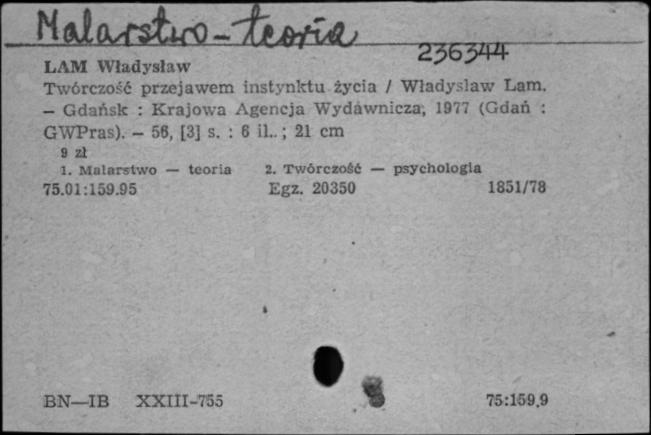 Malarstwo – teoria
236344
LAM Władysław
Twórczość przejawem instynktu życia / Władysław Lam.
— Gdańsk : Krajowa Agencja Wydawnicza, 1977 (Gdań :
GWPras). — 56, [3] s. : 6 il.. ; 21 cm
9 zł
1. Malarstwo — teoria 2. Twórczość — psychologia
75.01:159.95 Egz. 20350 1851/78
BN—IB XXIII-755 75:159,9